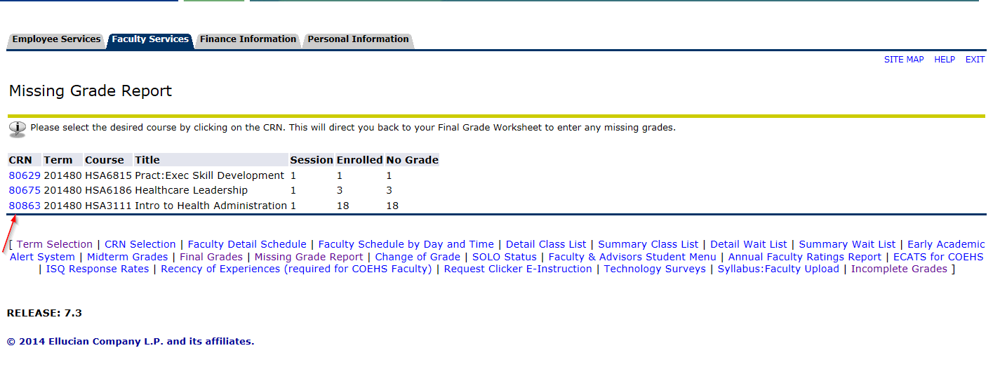 Employee Services Faculty Services Finance Information Personal Information
SITE MAP HELP EXIT
Missing Grade Report
Please select the desired course by clicking on the CRN. This will direct you back to your Final Grade Worksheet to enter any missing grades.
CRN Term Course Title Session Enrolled No Grade
80629 201480 HSA6815 Pract:Exec Skill Development 1 1 1
80675 201480 HSA6186 Healthcare Leadership 1 3 3
80863 201480 HSA3111 Intro to Health Administration 1 18 18
[ Term Selection | CRN Selection | Faculty Detail Schedule | Faculty Schedule by Day and Time | Detail Class List | Summary Class List | Detail Wait List | Summary Wait List | Early Academic
Alert System | Midterm Grades | Final Grades | Missing Grade Report | Change of Grade | SOLO Status | Faculty & Advisors Student Menu | Annual Faculty Ratings Report | ECATS for COEHS
| ISQ Response Rates | Recency of Experiences (required for COEHS Faculty) | Request Clicker E-Instruction | Technology Surveys | Syllabus:Faculty Upload | Incomplete Grades ]
RELEASE: 7.3
© 2014 Ellucian Company L.P. and its affiliates.